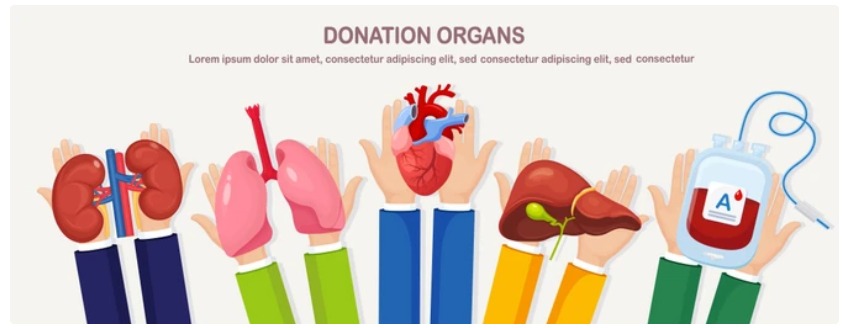 DONATION ORGANS
Lorem ipsum dolor sit amet, consectetur adipiscing elit, sed consectetur adipiscing elit, sed consectetur
A